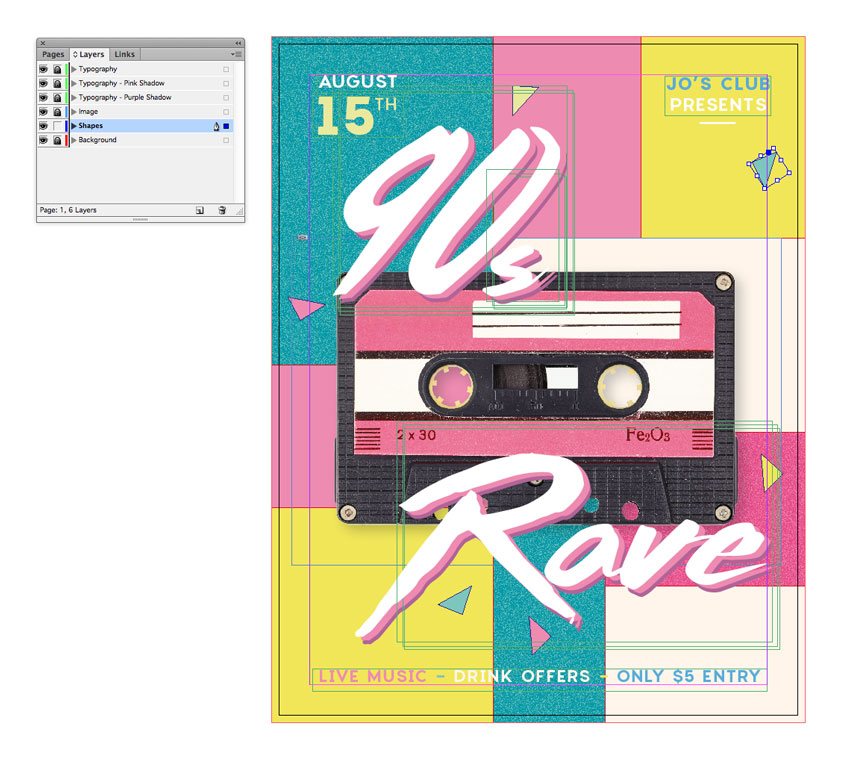 Pages
Layers
Links
Typography
Typography - Pink Shadow
Typography - Purple Shadow
Image
Shapes
Background
Page: 1, 6 Layers
AUGUST
15TH
JO'S CLUB
PRESENTS
90s
2 x 30
Fe₂O₃
Rave
LIVE MUSIC – DRINK OFFERS – ONLY $5 ENTRY